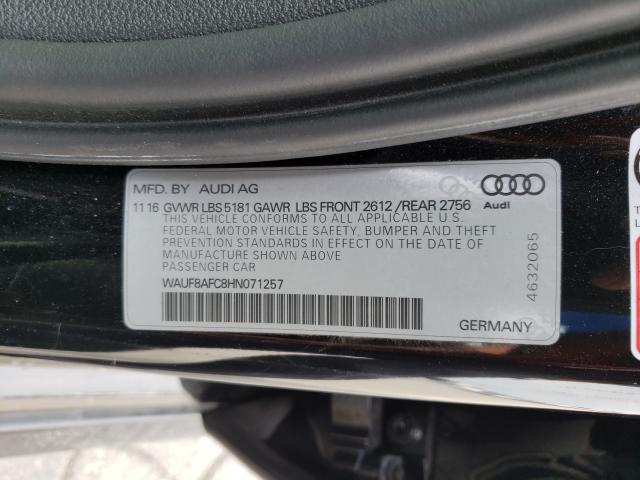 MFD. BY AUDI AG
11 16 GVWR LBS 5181 GAWR LBS FRONT 2612 /REAR 2756
Audi
THIS VEHICLE CONFORMS TO ALL APPLICABLE U.S.
FEDERAL MOTOR VEHICLE SAFETY, BUMPER AND THEFT
PREVENTION STANDARDS IN EFFECT ON THE DATE OF
MANUFACTURE SHOWN ABOVE
PASSENGER CAR
WAUF8AFC8HN071257
GERMANY
4632065